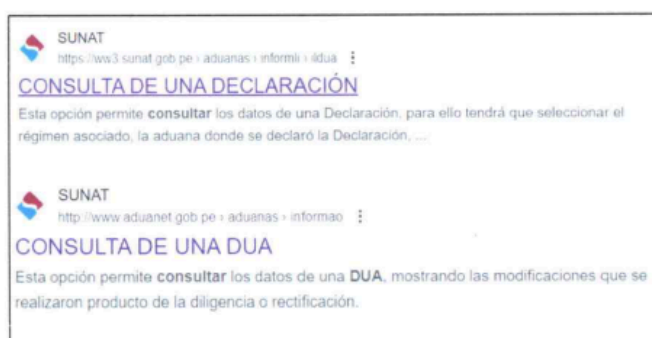 SUNAT
https://ww3.sunat.gob.pe › aduanas › informli › ildua
CONSULTA DE UNA DECLARACIÓN
Esta opción permite consultar los datos de una Declaración, para ello tendrá que seleccionar el
régimen asociado, la aduana donde se declaró la Declaración, ...
SUNAT
http://www.aduanet.gob.pe › aduanas › informao
CONSULTA DE UNA DUA
Esta opción permite consultar los datos de una DUA, mostrando las modificaciones que se
realizaron producto de la diligencia o rectificación.